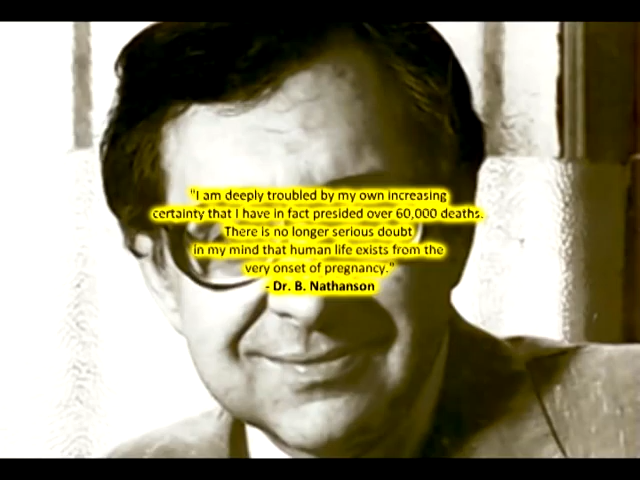 "I am deeply troubled by my own increasing
certainty that I have in fact presided over 60,000 deaths.
There is no longer serious doubt
in my mind that human life exists from the
very onset of pregnancy."
- Dr. B. Nathanson